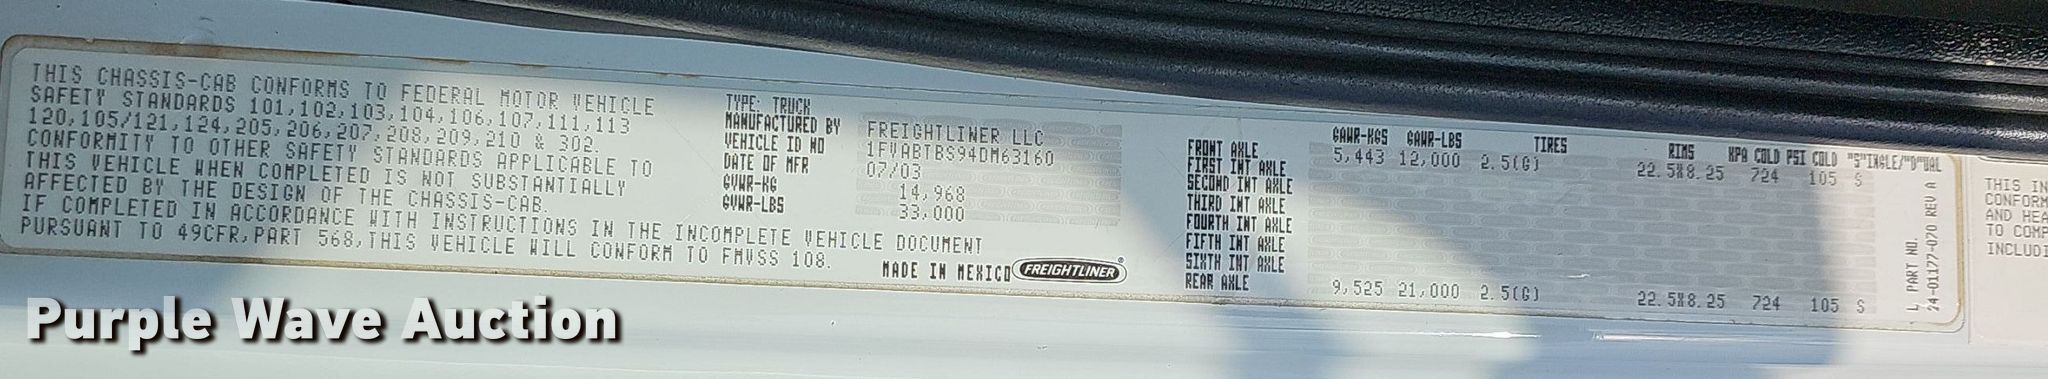 THIS CHASSIS-CAB CONFORMS TO FEDERAL MOTOR VEHICLE
SAFETY STANDARDS 101,102,103,104,106,107,111,113
120,105/121,124,205,206,207,208,209,210 & 302.
CONFORMITY TO OTHER SAFETY STANDARDS APPLICABLE TO
THIS VEHICLE WHEN COMPLETED IS NOT SUBSTANTIALLY
AFFECTED BY THE DESIGN OF THE CHASSIS-CAB.
IF COMPLETED IN ACCORDANCE WITH INSTRUCTIONS IN THE INCOMPLETE VEHICLE DOCUMENT
PURSUANT TO 49CFR,PART 568,THIS VEHICLE WILL CONFORM TO FMVSS 108.
TYPE: TRUCK
MANUFACTURED BY FREIGHTLINER LLC
VEHICLE ID NO 1FVABTBS94DM63160
DATE OF MFR 07/03
GVWR-KG 14,968
GVWR-LBS 33,000
MADE IN MEXICO FREIGHTLINER®
GAWR-KGS GAWR-LBS TIRES RIMS KPA COLD PSI COLD "S"INGLE/"D"UAL
FRONT AXLE 5,443 12,000 2.5(G) 22.5X8.25 724 105 S
FIRST INT AXLE
SECOND INT AXLE
THIRD INT AXLE
FOURTH INT AXLE
FIFTH INT AXLE
SIXTH INT AXLE
REAR AXLE 9,525 21,000 2.5(G) 22.5X8.25 724 105 S
PART NO.
24-01177-070 REV A
THIS IN
CONFORM
AND HEA
TO COMP
INCLUDI
Purple Wave Auction